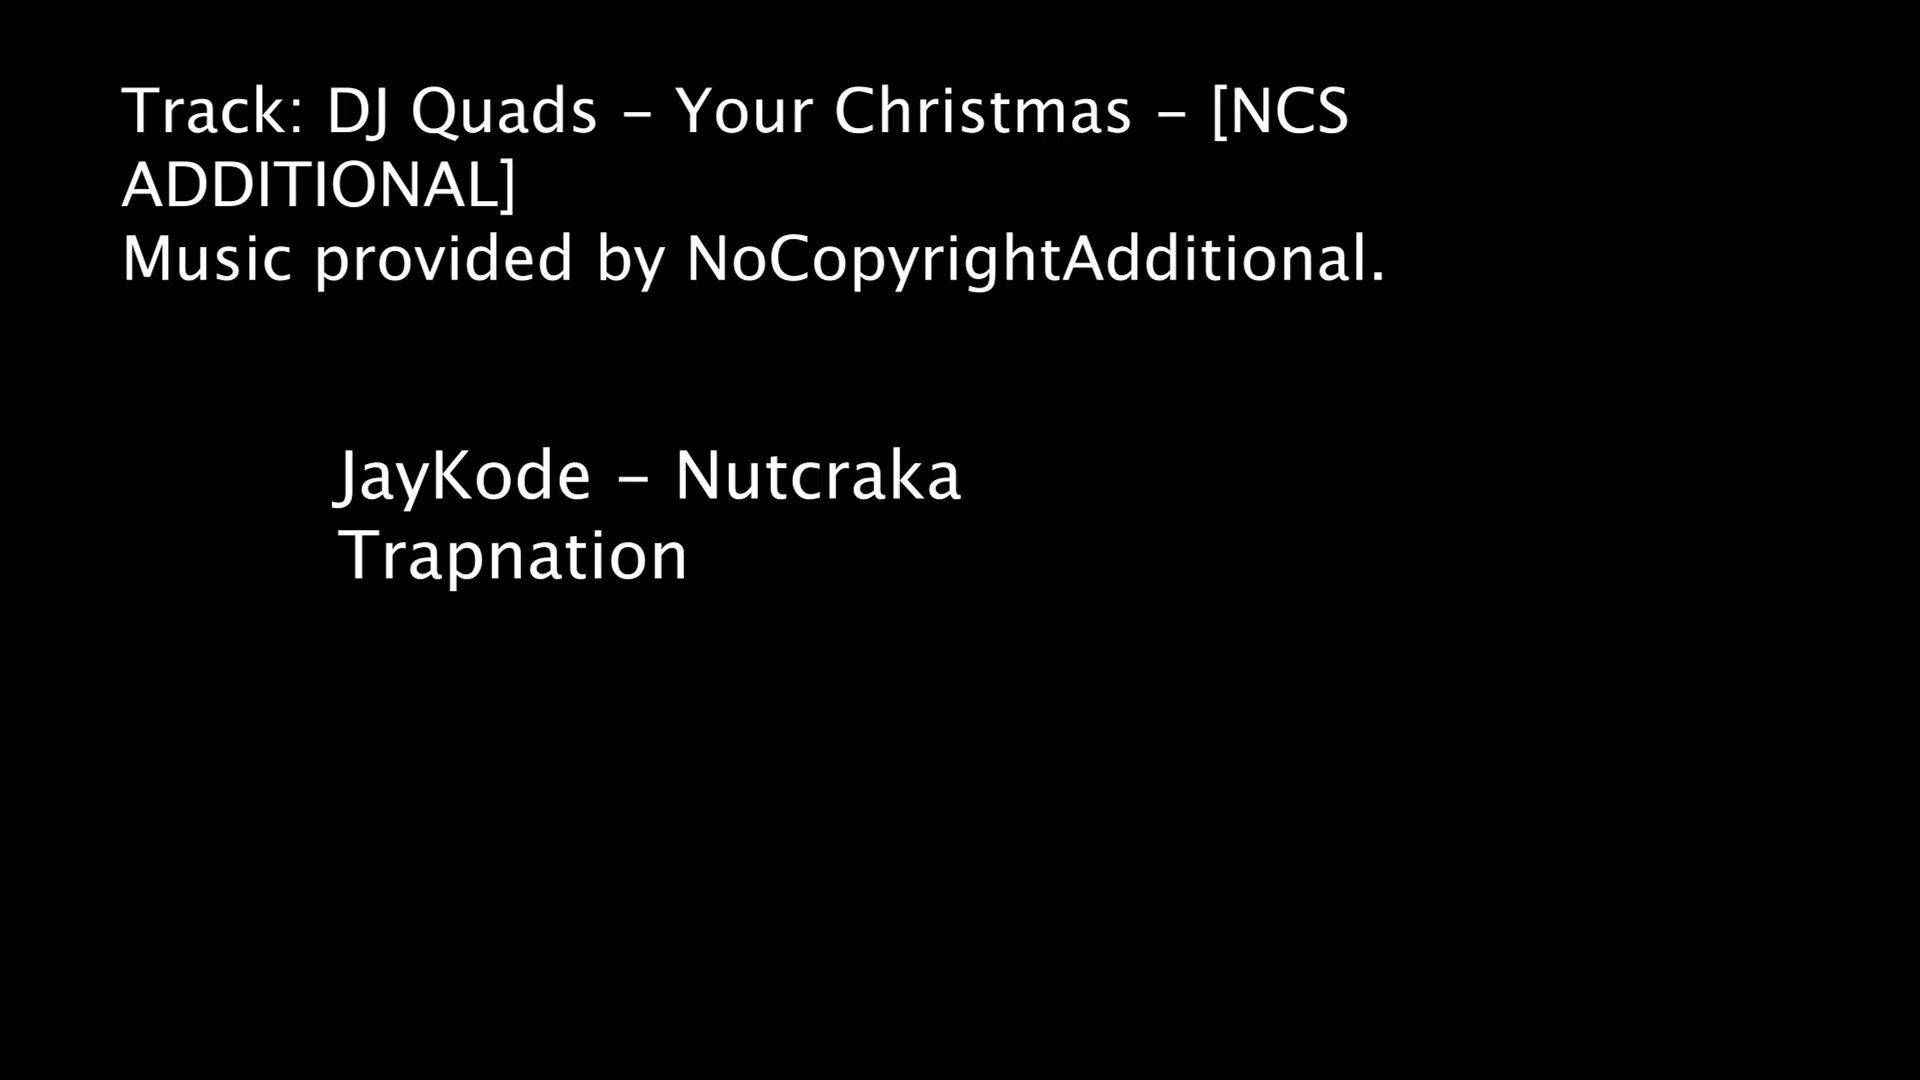 Track: DJ Quads – Your Christmas – [NCS
ADDITIONAL]
Music provided by NoCopyrightAdditional.
JayKode – Nutcraka
Trapnation